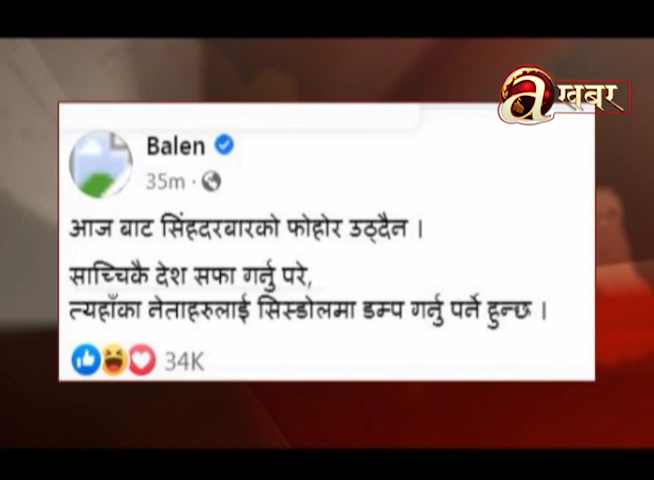 a खबर
Balen
35m ·
आज बाट सिंहदरबारको फोहोर उठ्दैन ।
साच्चिकै देश सफा गर्नु परे,
त्यहाँका नेताहरुलाई सिस्डोलमा डम्प गर्नु पर्ने हुन्छ ।
34K